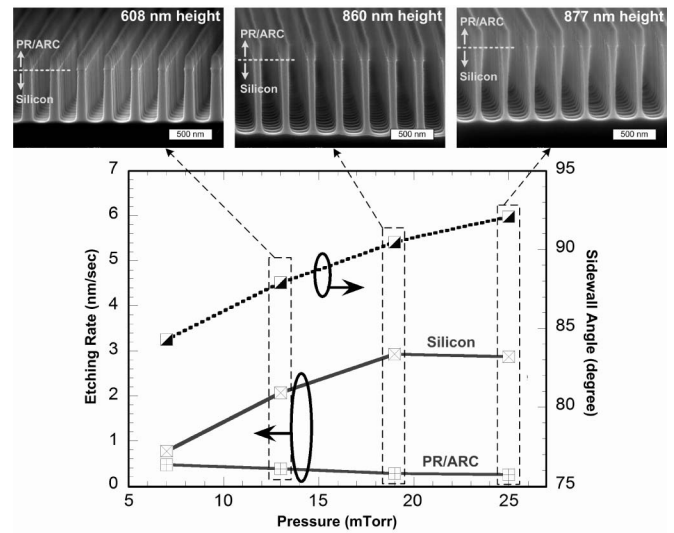 608 nm height
860 nm height
877 nm height
PR/ARC
Silicon
500 nm
PR/ARC
Silicon
500 nm
PR/ARC
Silicon
500 nm
7
6
5
4
3
2
1
0
Etching Rate (nm/sec)
95
90
85
80
75
Sidewall Angle (degree)
Silicon
PR/ARC
5
10
15
20
25
Pressure (mTorr)